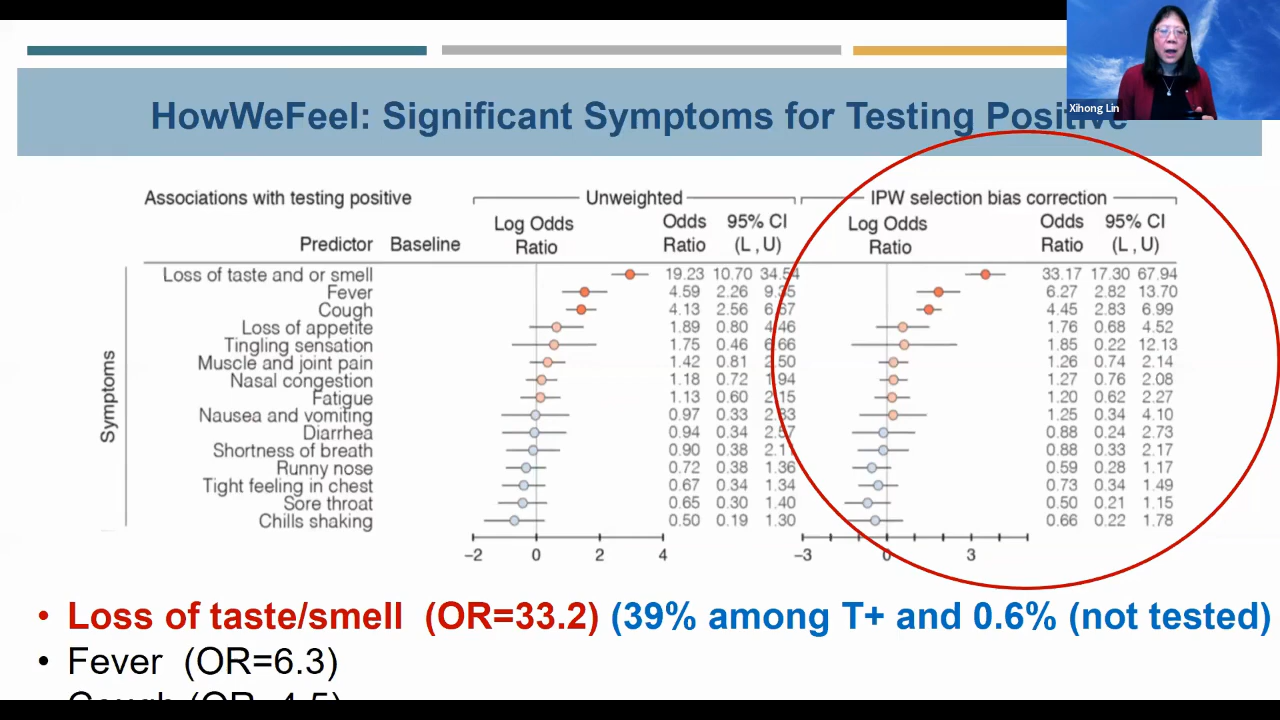 Xihong Lin
HowWeFeel: Significant Symptoms for Testing Positive
Associations with testing positive Unweighted IPW selection bias correction
Predictor Baseline Log Odds Ratio Odds Ratio 95% CI (L , U) Log Odds Ratio Odds Ratio 95% CI (L , U)
Symptoms
Loss of taste and or smell 19.23 10.70 34.54 33.17 17.30 67.94
Fever 4.59 2.26 9.35 6.27 2.82 13.70
Cough 4.13 2.56 6.67 4.45 2.83 6.99
Loss of appetite 1.89 0.80 4.46 1.76 0.68 4.52
Tingling sensation 1.75 0.46 6.66 1.85 0.22 12.13
Muscle and joint pain 1.42 0.81 2.50 1.26 0.74 2.14
Nasal congestion 1.18 0.72 1.94 1.27 0.76 2.08
Fatigue 1.13 0.60 2.15 1.20 0.62 2.27
Nausea and vomiting 0.97 0.33 2.83 1.25 0.34 4.10
Diarrhea 0.94 0.34 2.57 0.88 0.24 2.73
Shortness of breath 0.90 0.38 2.11 0.88 0.33 2.17
Runny nose 0.72 0.38 1.36 0.59 0.28 1.17
Tight feeling in chest 0.67 0.34 1.34 0.73 0.34 1.49
Sore throat 0.65 0.30 1.40 0.50 0.21 1.15
Chills shaking 0.50 0.19 1.30 0.66 0.22 1.78
−2 0 2 4 −3 0 3
• Loss of taste/smell (OR=33.2) (39% among T+ and 0.6% (not tested)
• Fever (OR=6.3)